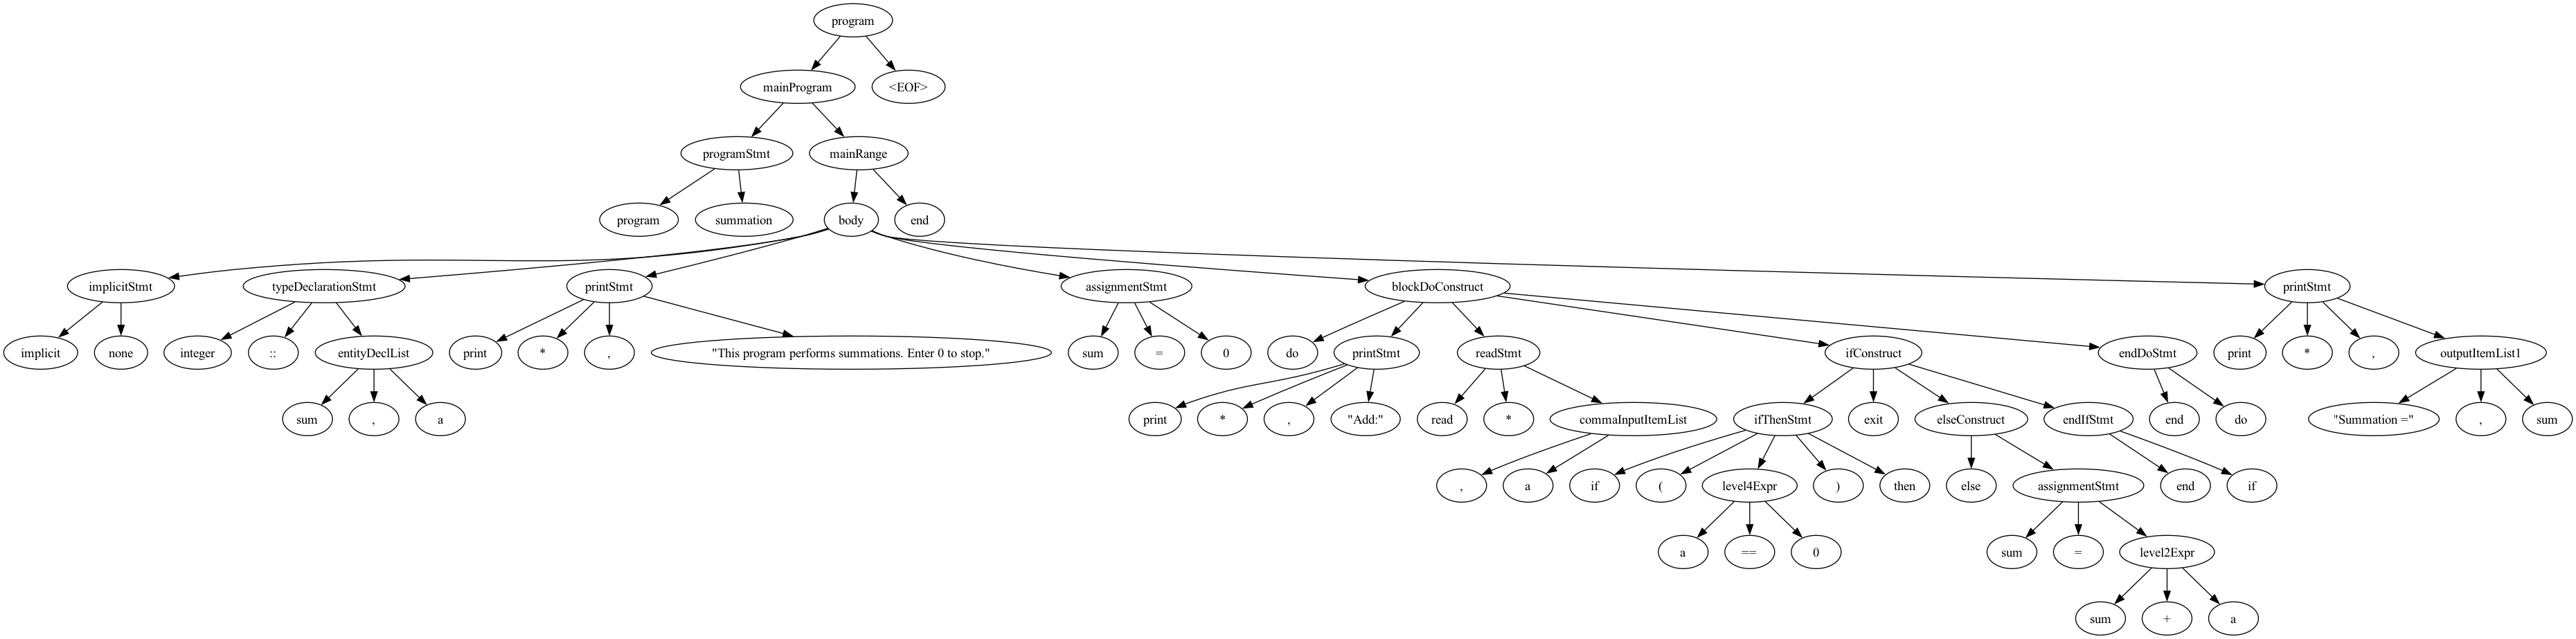 program
mainProgram <EOF>
programStmt mainRange
program summation body end
implicitStmt typeDeclarationStmt printStmt assignmentStmt blockDoConstruct printStmt
implicit none integer :: entityDeclList print * , "This program performs summations. Enter 0 to stop." sum = 0 do printStmt readStmt ifConstruct endDoStmt print * , outputItemList1
sum , a print * , "Add:" read * commaInputItemList ifThenStmt exit elseConstruct endIfStmt end do "Summation =" , sum
, a if ( level4Expr ) then else assignmentStmt end if
a == 0 sum = level2Expr
sum + a